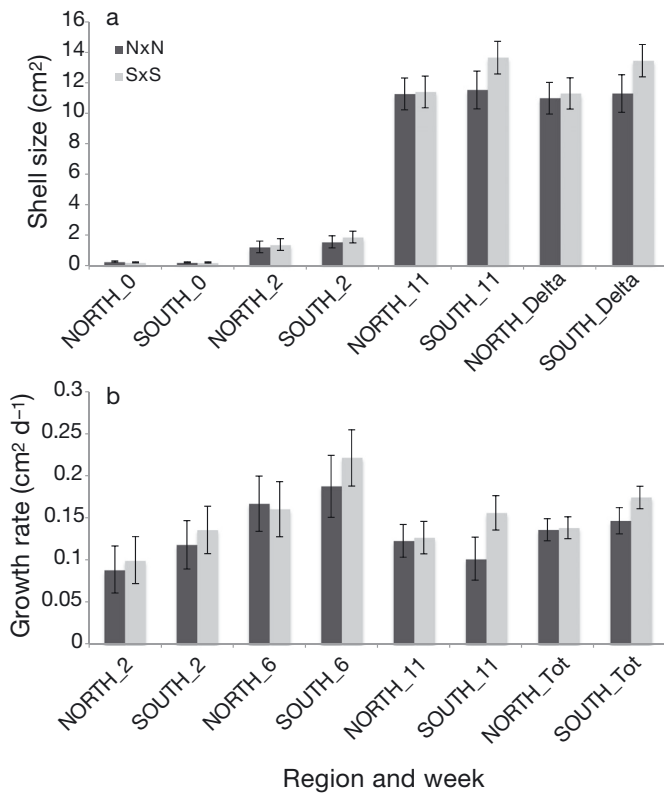 a
16
14
12
10
8
6
4
2
0
Shell size (cm²)
NxN
SxS
NORTH_0
SOUTH_0
NORTH_2
SOUTH_2
NORTH_11
SOUTH_11
NORTH_Delta
SOUTH_Delta
b
0.3
0.25
0.2
0.15
0.1
0.05
0
Growth rate (cm² d⁻¹)
NORTH_2
SOUTH_2
NORTH_6
SOUTH_6
NORTH_11
SOUTH_11
NORTH_Tot
SOUTH_Tot
Region and week